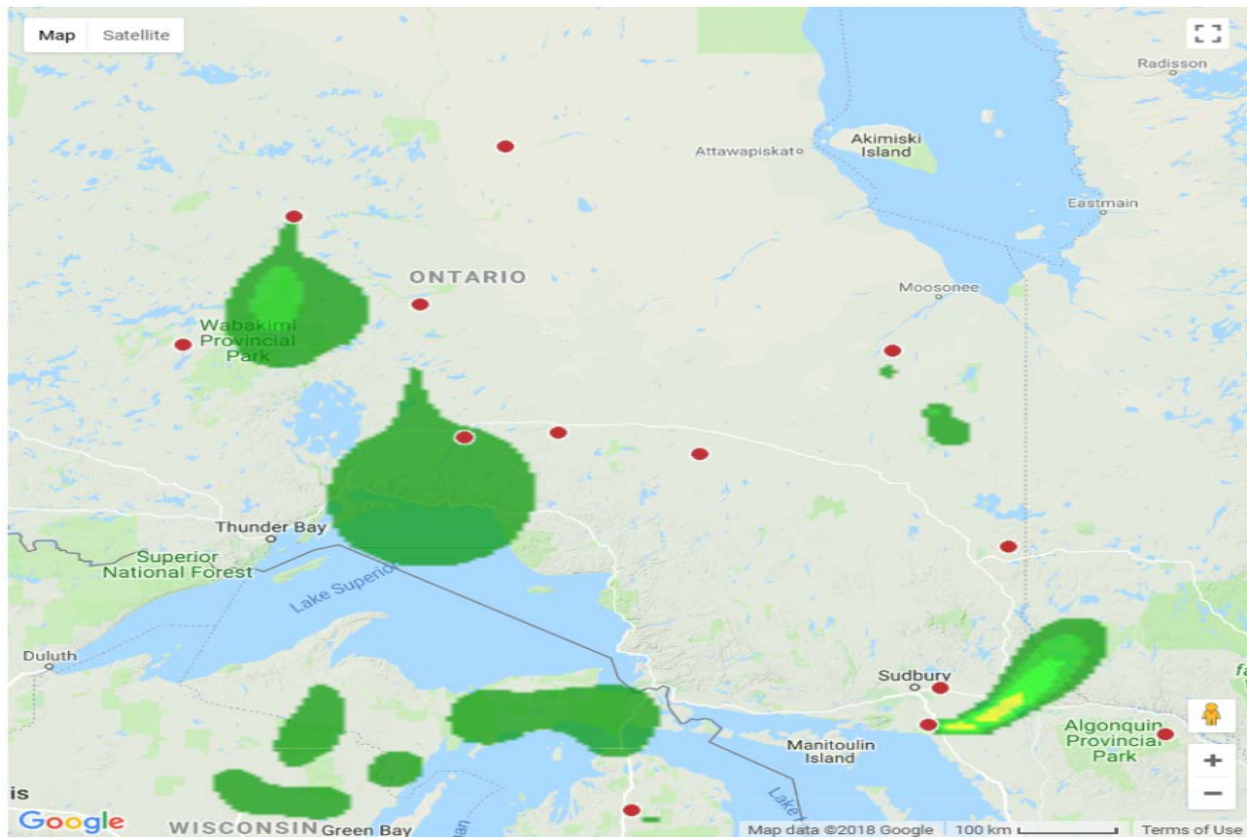 Map Satellite
Radisson
Akimiski
Island
Attawapiskat
Eastmain
ONTARIO
Moosonee
Wabakimi
Provincial
Park
Thunder Bay
Superior
National Forest
Lake Superior
Duluth
Sudbury
Algonquin
Provincial
Park
Manitoulin
Island
is
Google
WISCONSIN
Green Bay
Map data ©2018 Google 100 km Terms of Use